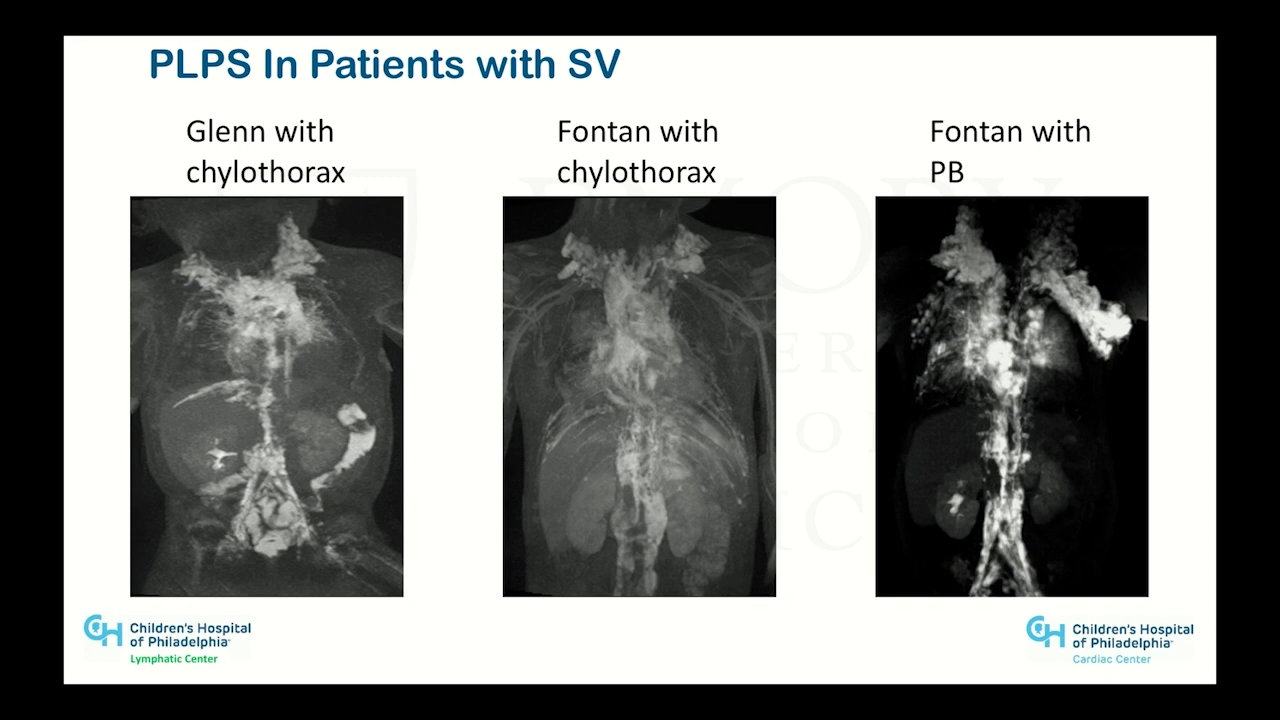 PLPS In Patients with SV
Glenn with
chylothorax
Fontan with
chylothorax
Fontan with
PB
Children's Hospital
of Philadelphia
Lymphatic Center
Children's Hospital
of Philadelphia
Cardiac Center